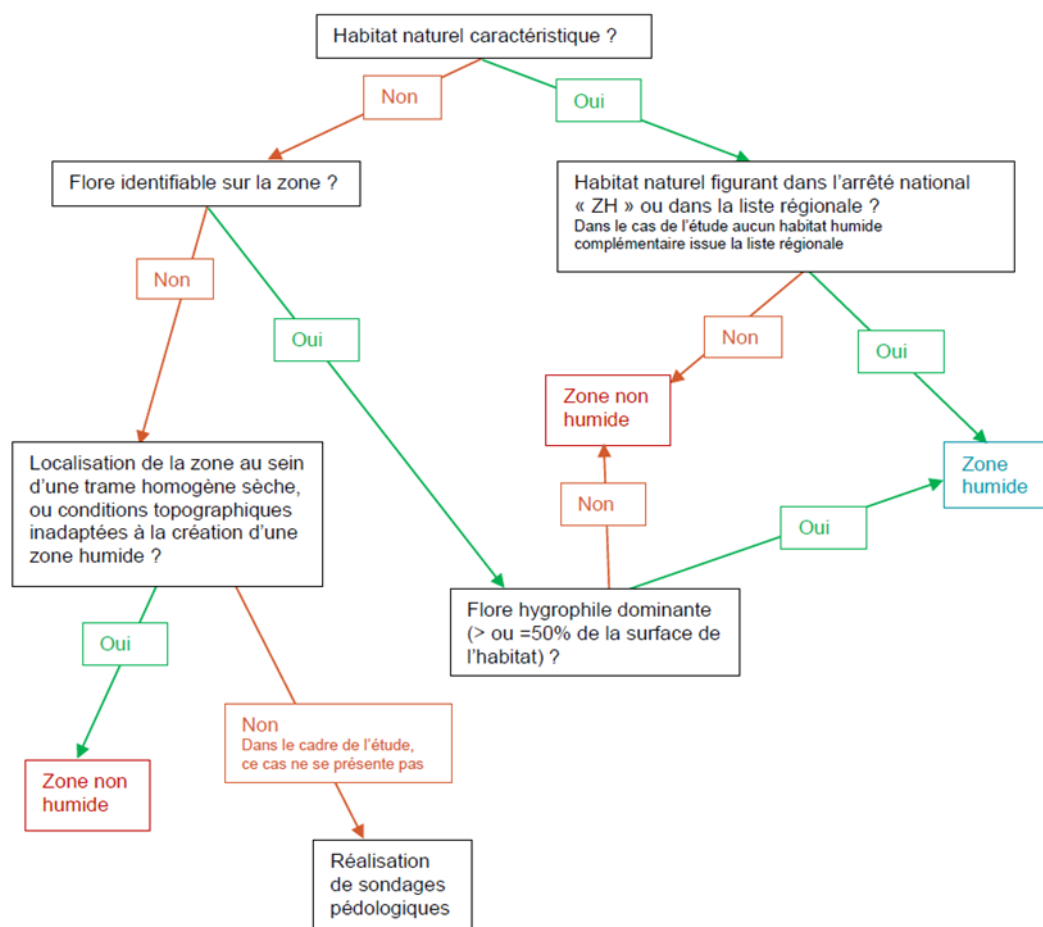 Habitat naturel caractéristique ?
Non
Oui
Flore identifiable sur la zone ?
Habitat naturel figurant dans l’arrêté national
« ZH » ou dans la liste régionale ?
Dans le cas de l’étude aucun habitat humide
complémentaire issue la liste régionale
Non
Oui
Non
Oui
Zone non
humide
Zone
humide
Localisation de la zone au sein
d’une trame homogène sèche,
ou conditions topographiques
inadaptées à la création d’une
zone humide ?
Non
Oui
Flore hygrophile dominante
(> ou =50% de la surface de
l’habitat) ?
Oui
Non
Dans le cadre de l’étude,
ce cas ne se présente pas
Zone non
humide
Réalisation
de sondages
pédologiques